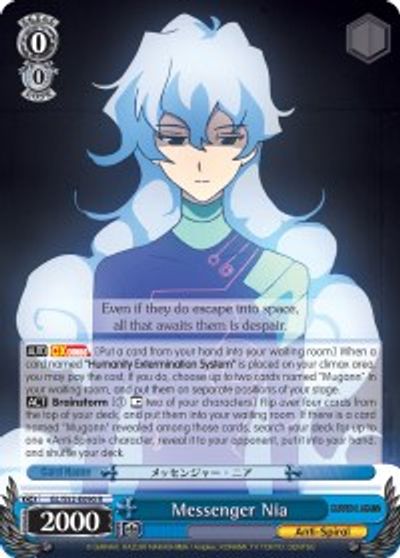 0
0
Even if they do escape into space,
all that awaits them is despair.
AUTO CX COMBO [Put a card from your hand into your waiting room] When a
card named "Humanity Extermination System" is placed on your climax area,
you may pay the cost. If you do, choose up to two cards named "Mugann" in
your waiting room, and put them on separate positions of your stage.
ACT Brainstorm [① two of your characters] Flip over four cards from
the top of your deck, and put them into your waiting room. If there is a card
named "Mugann" revealed among those cards, search your deck for up to
one «Anti-Spiral» character, reveal it to your opponent, put it into your hand,
and shuffle your deck.
Card Name メッセンジャー・ニア
2000
Messenger Nia
Anti-Spiral